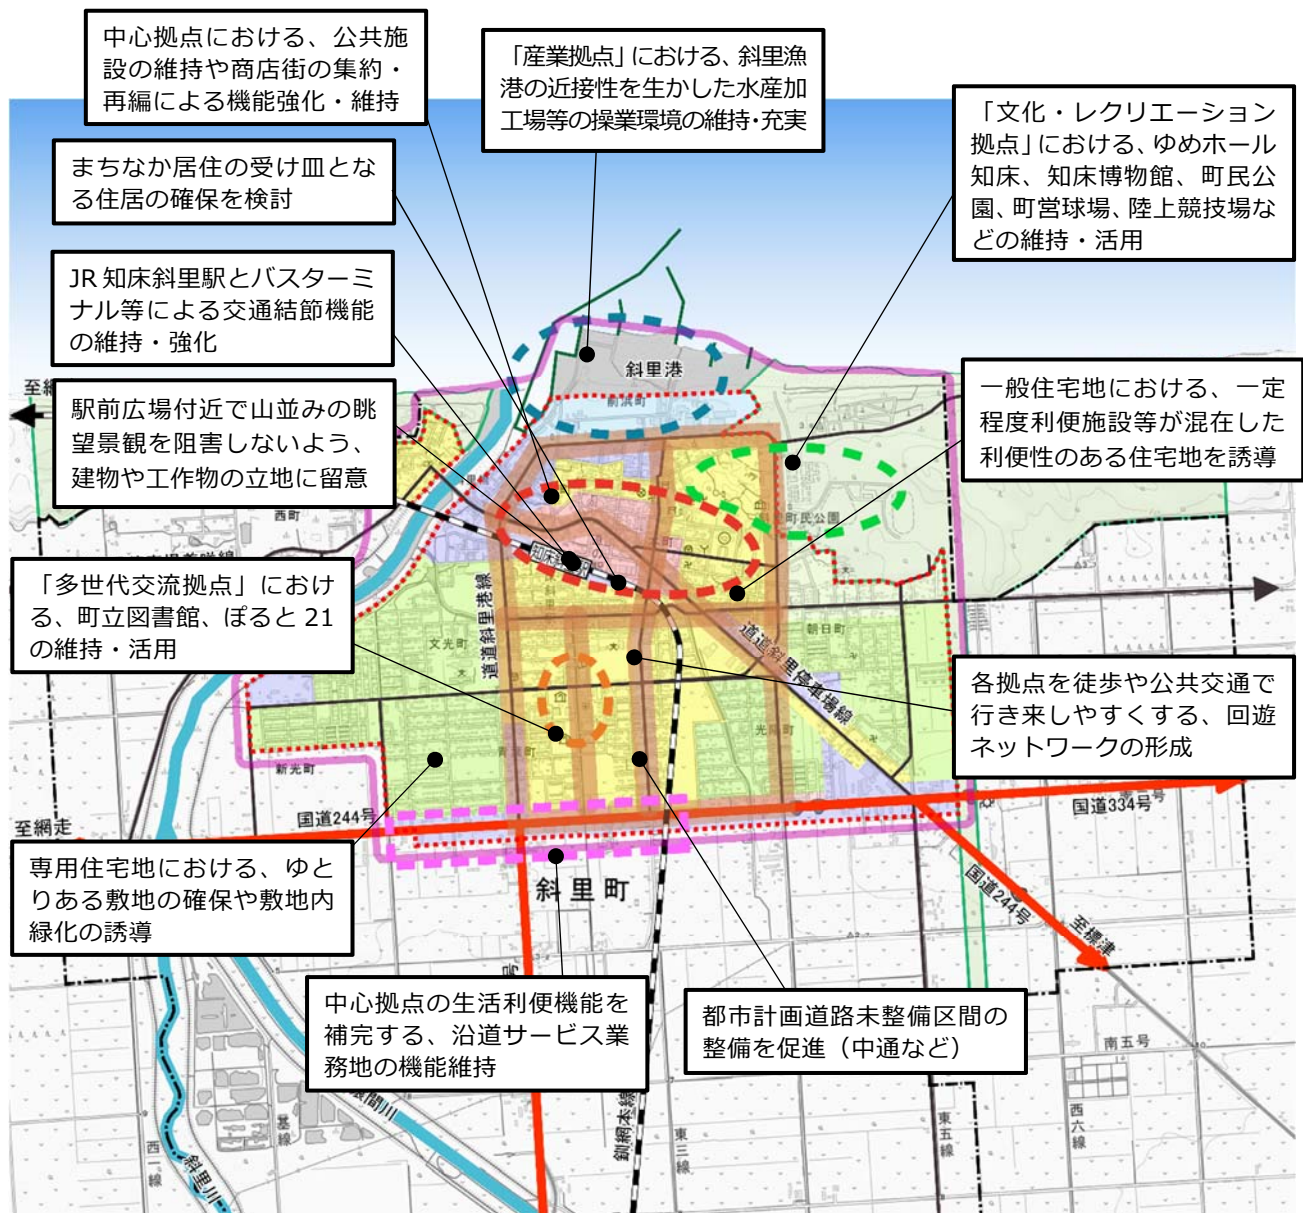 中心拠点における、公共施
設の維持や商店街の集約・
再編による機能強化・維持
「産業拠点」における、斜里漁
港の近接性を生かした水産加
工場等の操業環境の維持・充実
「文化・レクリエーション
拠点」における、ゆめホール
知床、知床博物館、町民公
園、町営球場、陸上競技場な
どの維持・活用
まちなか居住の受け皿とな
る住居の確保を検討
JR 知床斜里駅とバスターミ
ナル等による交通結節機能
の維持・強化
駅前広場付近で山並みの眺
望景観を阻害しないよう、
建物や工作物の立地に留意
一般住宅地における、一定
程度利便施設等が混在した
利便性のある住宅地を誘導
「多世代交流拠点」におけ
る、町立図書館、ぽると 21
の維持・活用
各拠点を徒歩や公共交通で
行き来しやすくする、回遊
ネットワークの形成
専用住宅地における、ゆと
りある敷地の確保や敷地内
緑化の誘導
中心拠点の生活利便機能を
補完する、沿道サービス業
務地の機能維持
都市計画道路未整備区間の
整備を促進（中通など）
斜里港
前浜町
西町
町民公園
知床斜里駅
道道斜里港線
文光町
朝日町
道道斜里停車場線
光陽町
新光町
国道244号
至網走
国道334号
国道244号
至標津
斜里町
南五号
釧網本線
斜里川
西一線
基線
東三線
東五線
西六線